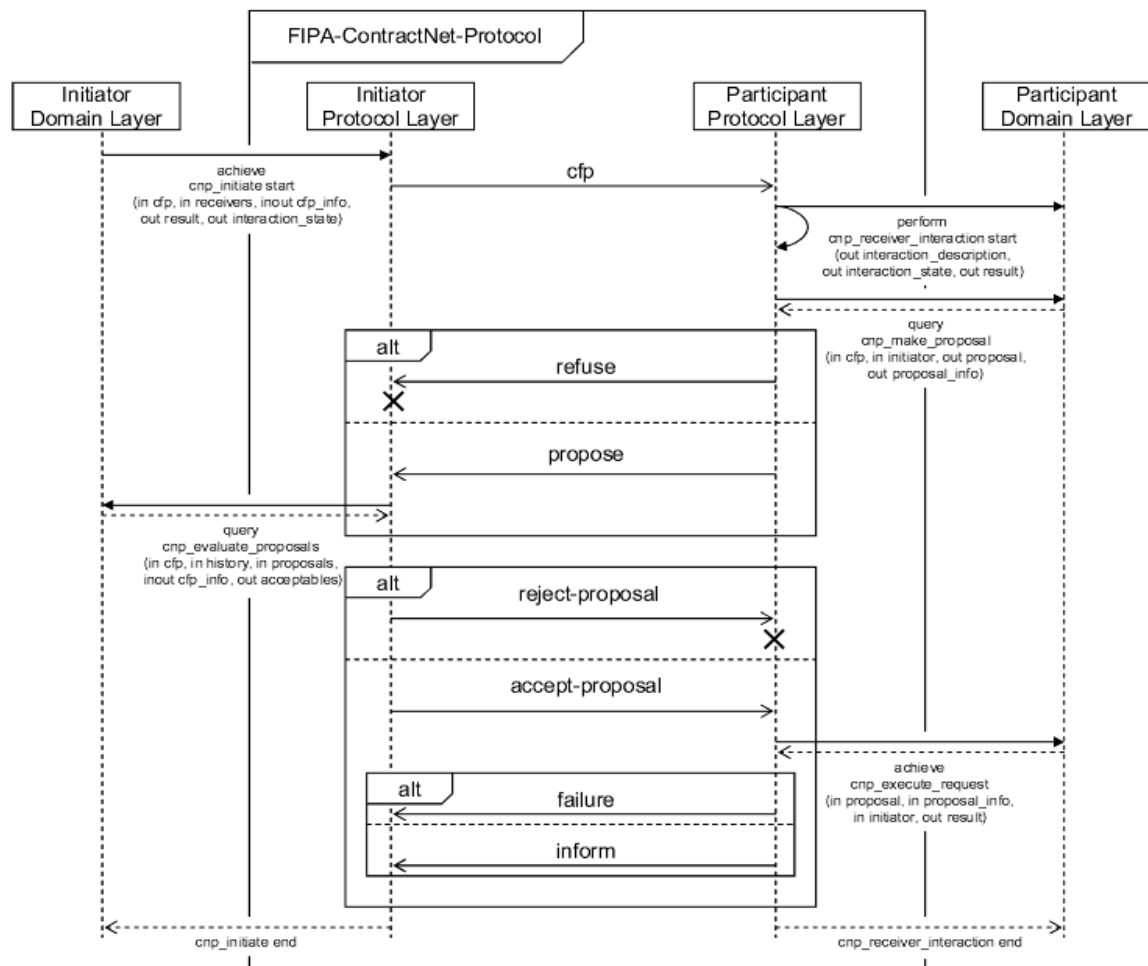 FIPA-ContractNet-Protocol
Initiator
Domain Layer
Initiator
Protocol Layer
Participant
Protocol Layer
Participant
Domain Layer
achieve
cnp_initiate start
(in cfp, in receivers, inout cfp_info,
out result, out interaction_state)
cfp
perform
cnp_receiver_interaction start
(out interaction_description,
out interaction_state, out result)
query
cnp_make_proposal
(in cfp, in initiator, out proposal,
out proposal_info)
alt
refuse
propose
query
cnp_evaluate_proposals
(in cfp, in history, in proposals,
inout cfp_info, out acceptables)
alt
reject-proposal
accept-proposal
achieve
cnp_execute_request
(in proposal, in proposal_info,
in initiator, out result)
alt
failure
inform
cnp_initiate end
cnp_receiver_interaction end